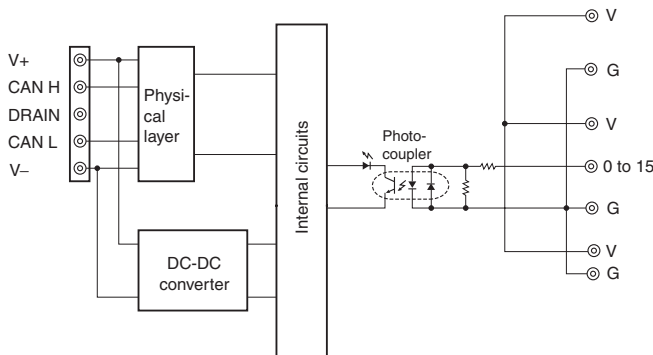 V+
CAN H
DRAIN
CAN L
V–
Physi-
cal
layer
DC-DC
converter
Internal circuits
Photo-
coupler
V
G
V
0 to 15
G
V
G